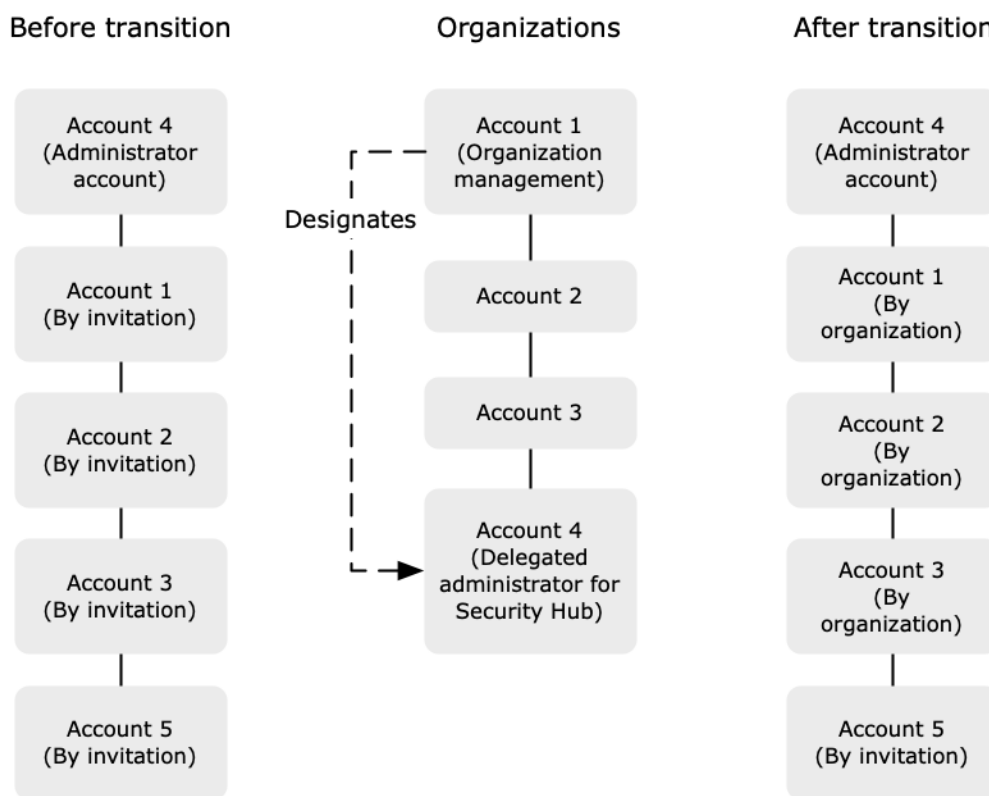 Before transition
Organizations
After transition
Account 4
(Administrator
account)
Account 1
(By invitation)
Account 2
(By invitation)
Account 3
(By invitation)
Account 5
(By invitation)
Account 1
(Organization
management)
Designates
Account 2
Account 3
Account 4
(Delegated
administrator for
Security Hub)
Account 4
(Administrator
account)
Account 1
(By
organization)
Account 2
(By
organization)
Account 3
(By
organization)
Account 5
(By invitation)